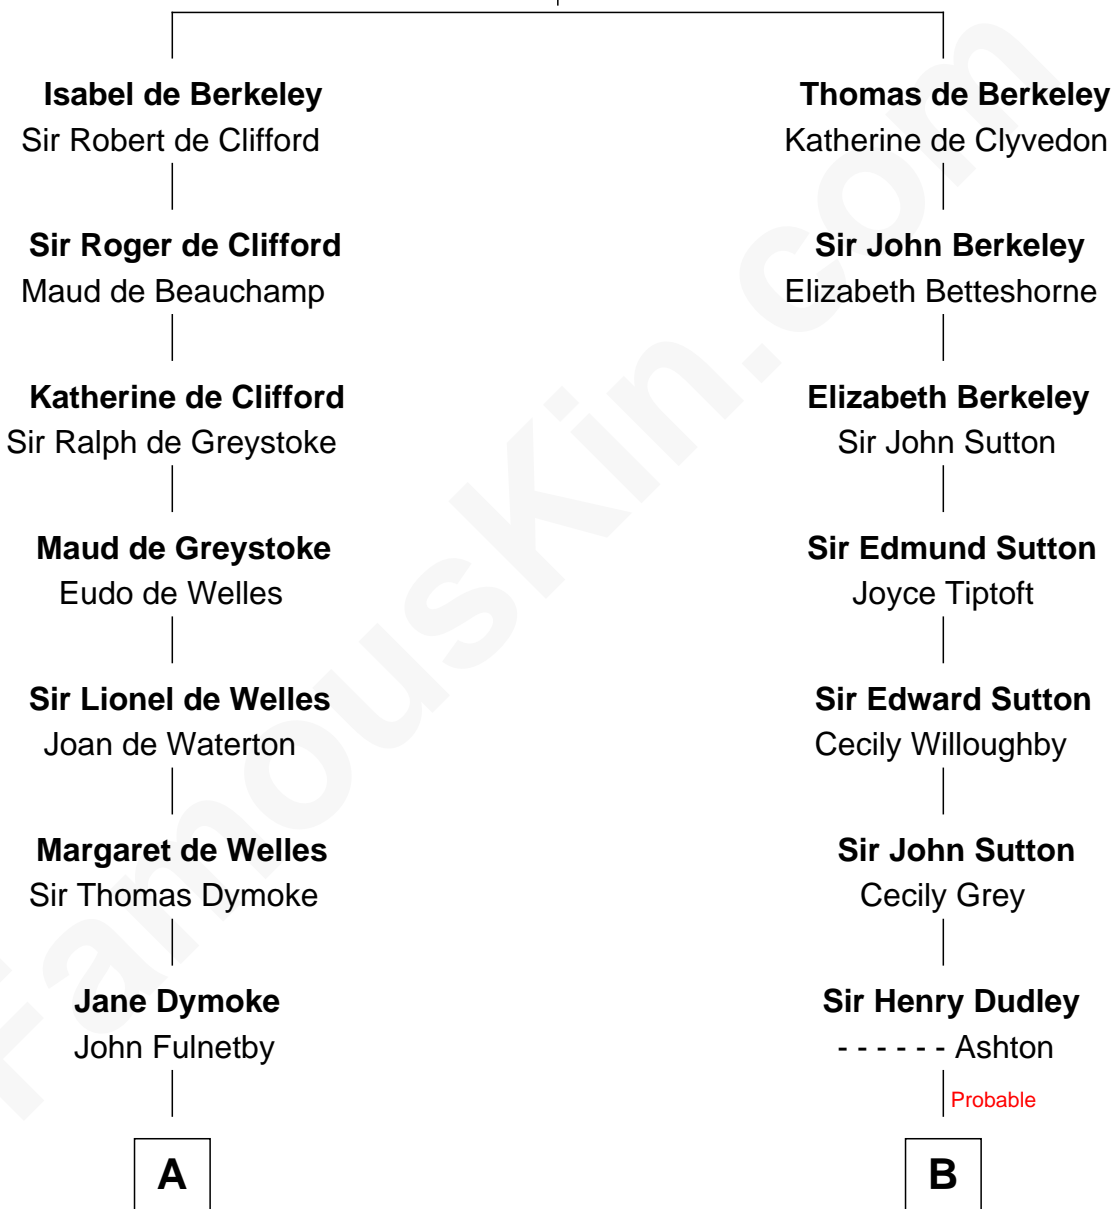 Isabel de Berkeley
Sir Robert de Clifford
Sir Roger de Clifford
Maud de Beauchamp
Katherine de Clifford
Sir Ralph de Greystoke
Maud de Greystoke
Eudo de Welles
Sir Lionel de Welles
Joan de Waterton
Margaret de Welles
Sir Thomas Dymoke
Jane Dymoke
John Fulnetby
A
Thomas de Berkeley
Katherine de Clyvedon
Sir John Berkeley
Elizabeth Betteshorne
Elizabeth Berkeley
Sir John Sutton
Sir Edmund Sutton
Joyce Tiptoft
Sir Edward Sutton
Cecily Willoughby
Sir John Sutton
Cecily Grey
Sir Henry Dudley
- - - - - - Ashton
Probable
B
FamousKin.com